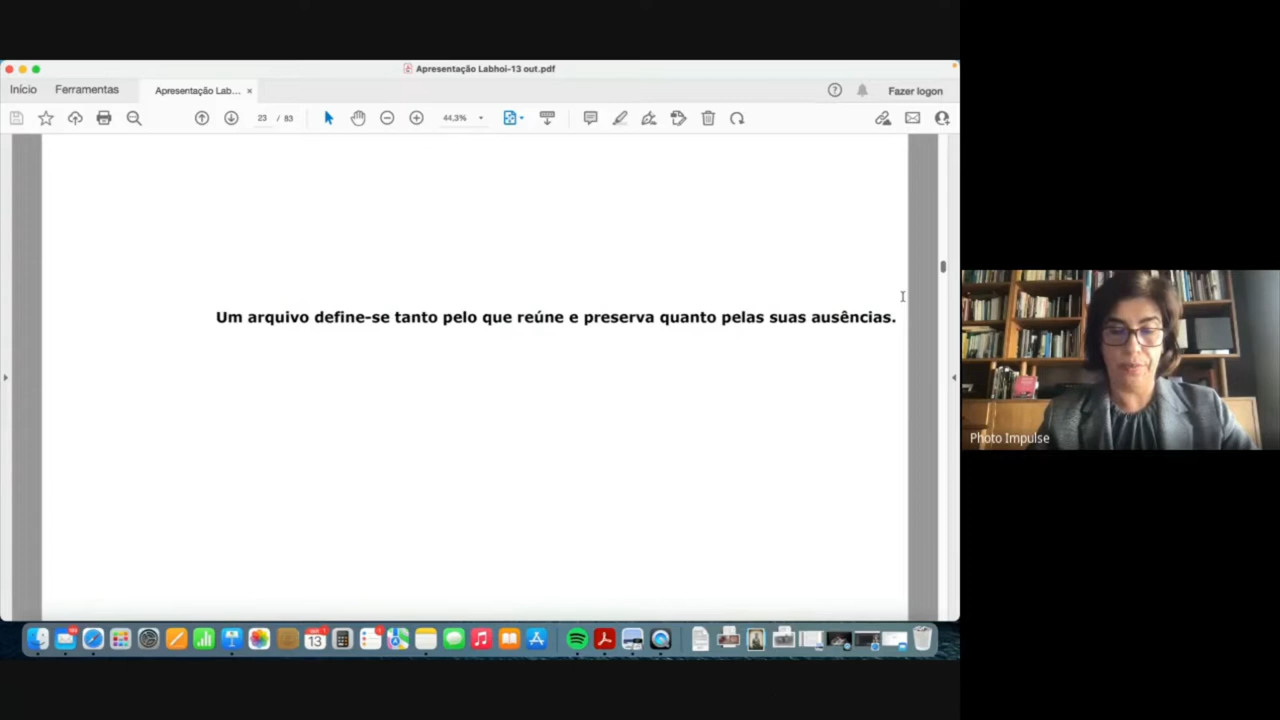 Apresentação Labhoi-13 out.pdf
Início
Ferramentas
Apresentação Lab... ×
Fazer logon
23 / 83
44,3%
Um arquivo define-se tanto pelo que reúne e preserva quanto pelas suas ausências.
Photo Impulse
13